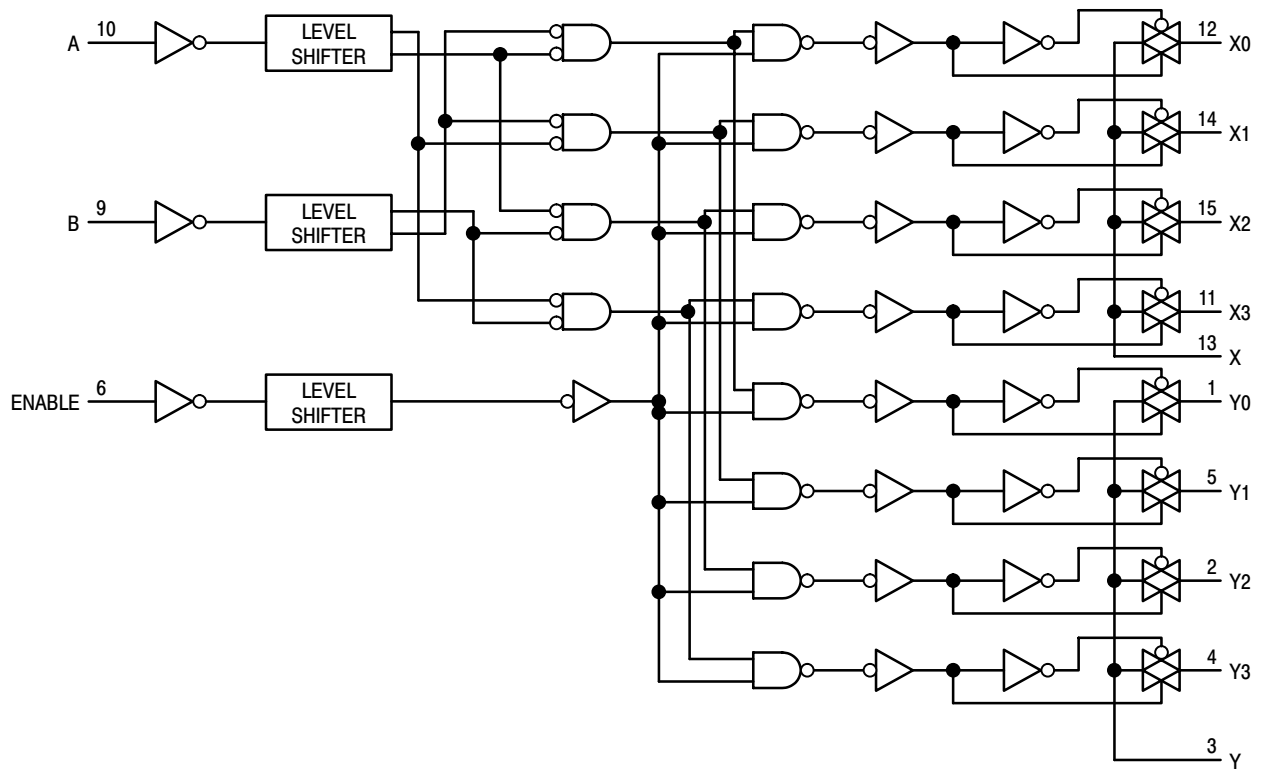 A 10 LEVEL SHIFTER 12 X0
14 X1
B 9 LEVEL SHIFTER 15 X2
11 X3
13 X
ENABLE 6 LEVEL SHIFTER 1 Y0
5 Y1
2 Y2
4 Y3
3 Y